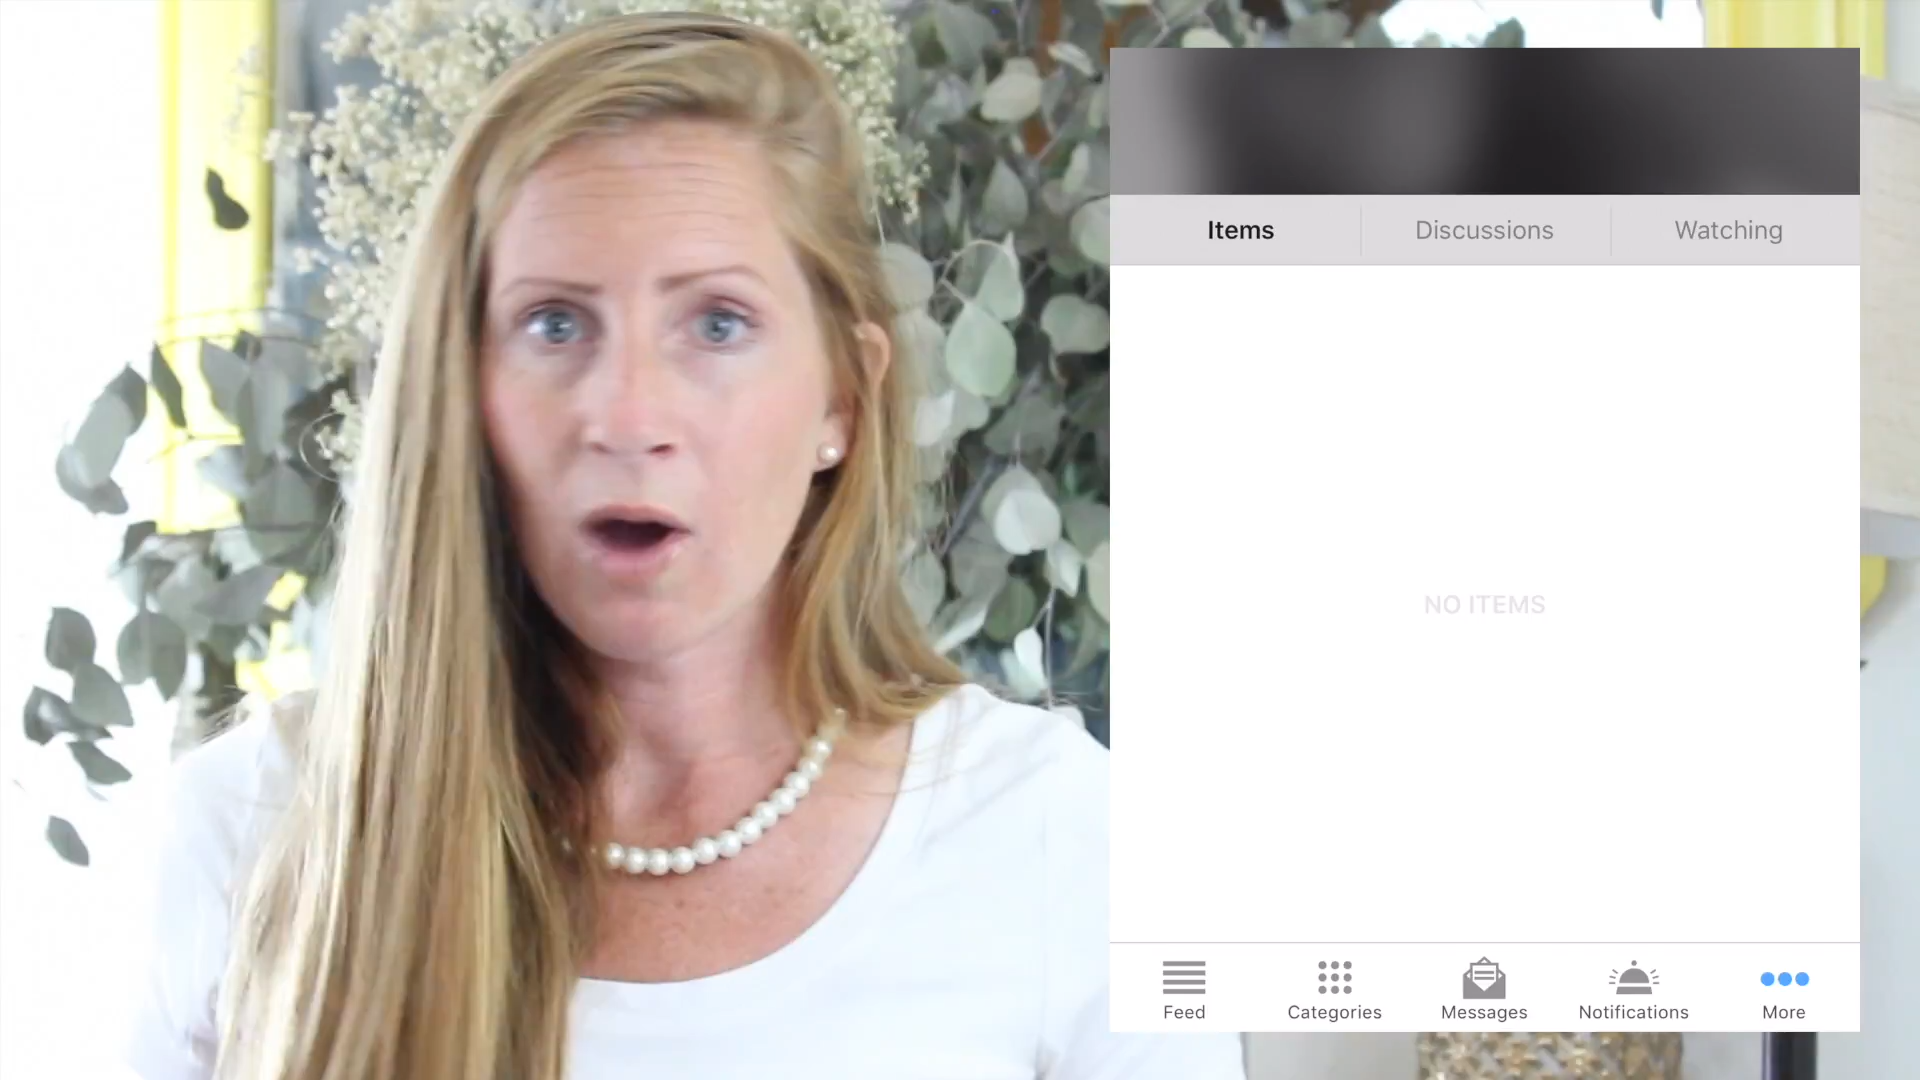 Items Discussions Watching
NO ITEMS
Feed Categories Messages Notifications More